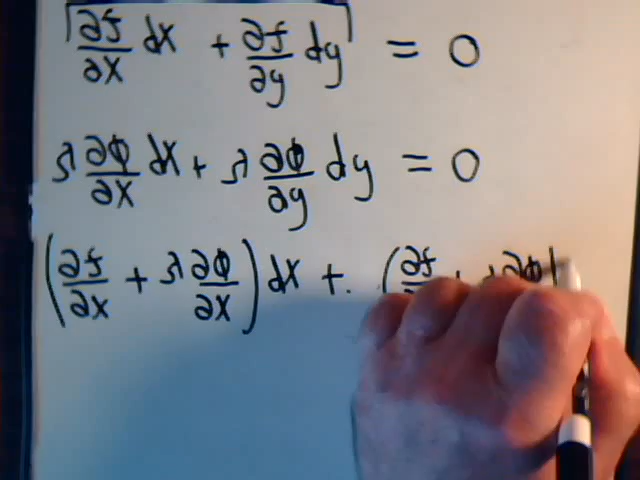 ∂f/∂x dx + ∂f/∂y dy = 0
λ ∂Φ/∂x dx + λ ∂Φ/∂y dy = 0
(∂f/∂x + λ ∂Φ/∂x) dx + (∂f + λ ∂Φ